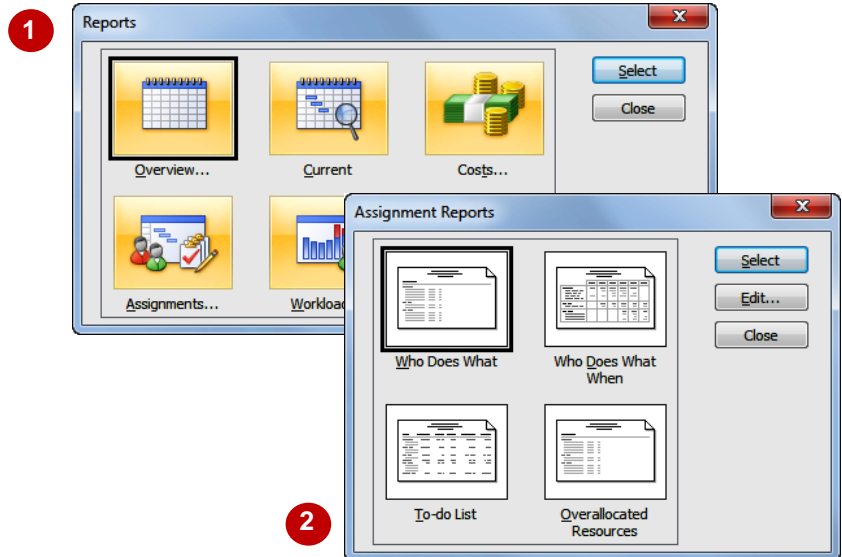 1
Reports
Select
Close
Overview...
Current
Costs...
Assignments...
Workloa
Assignment Reports
Select
Edit...
Close
Who Does What
Who Does What
When
To-do List
Overallocated
Resources
2